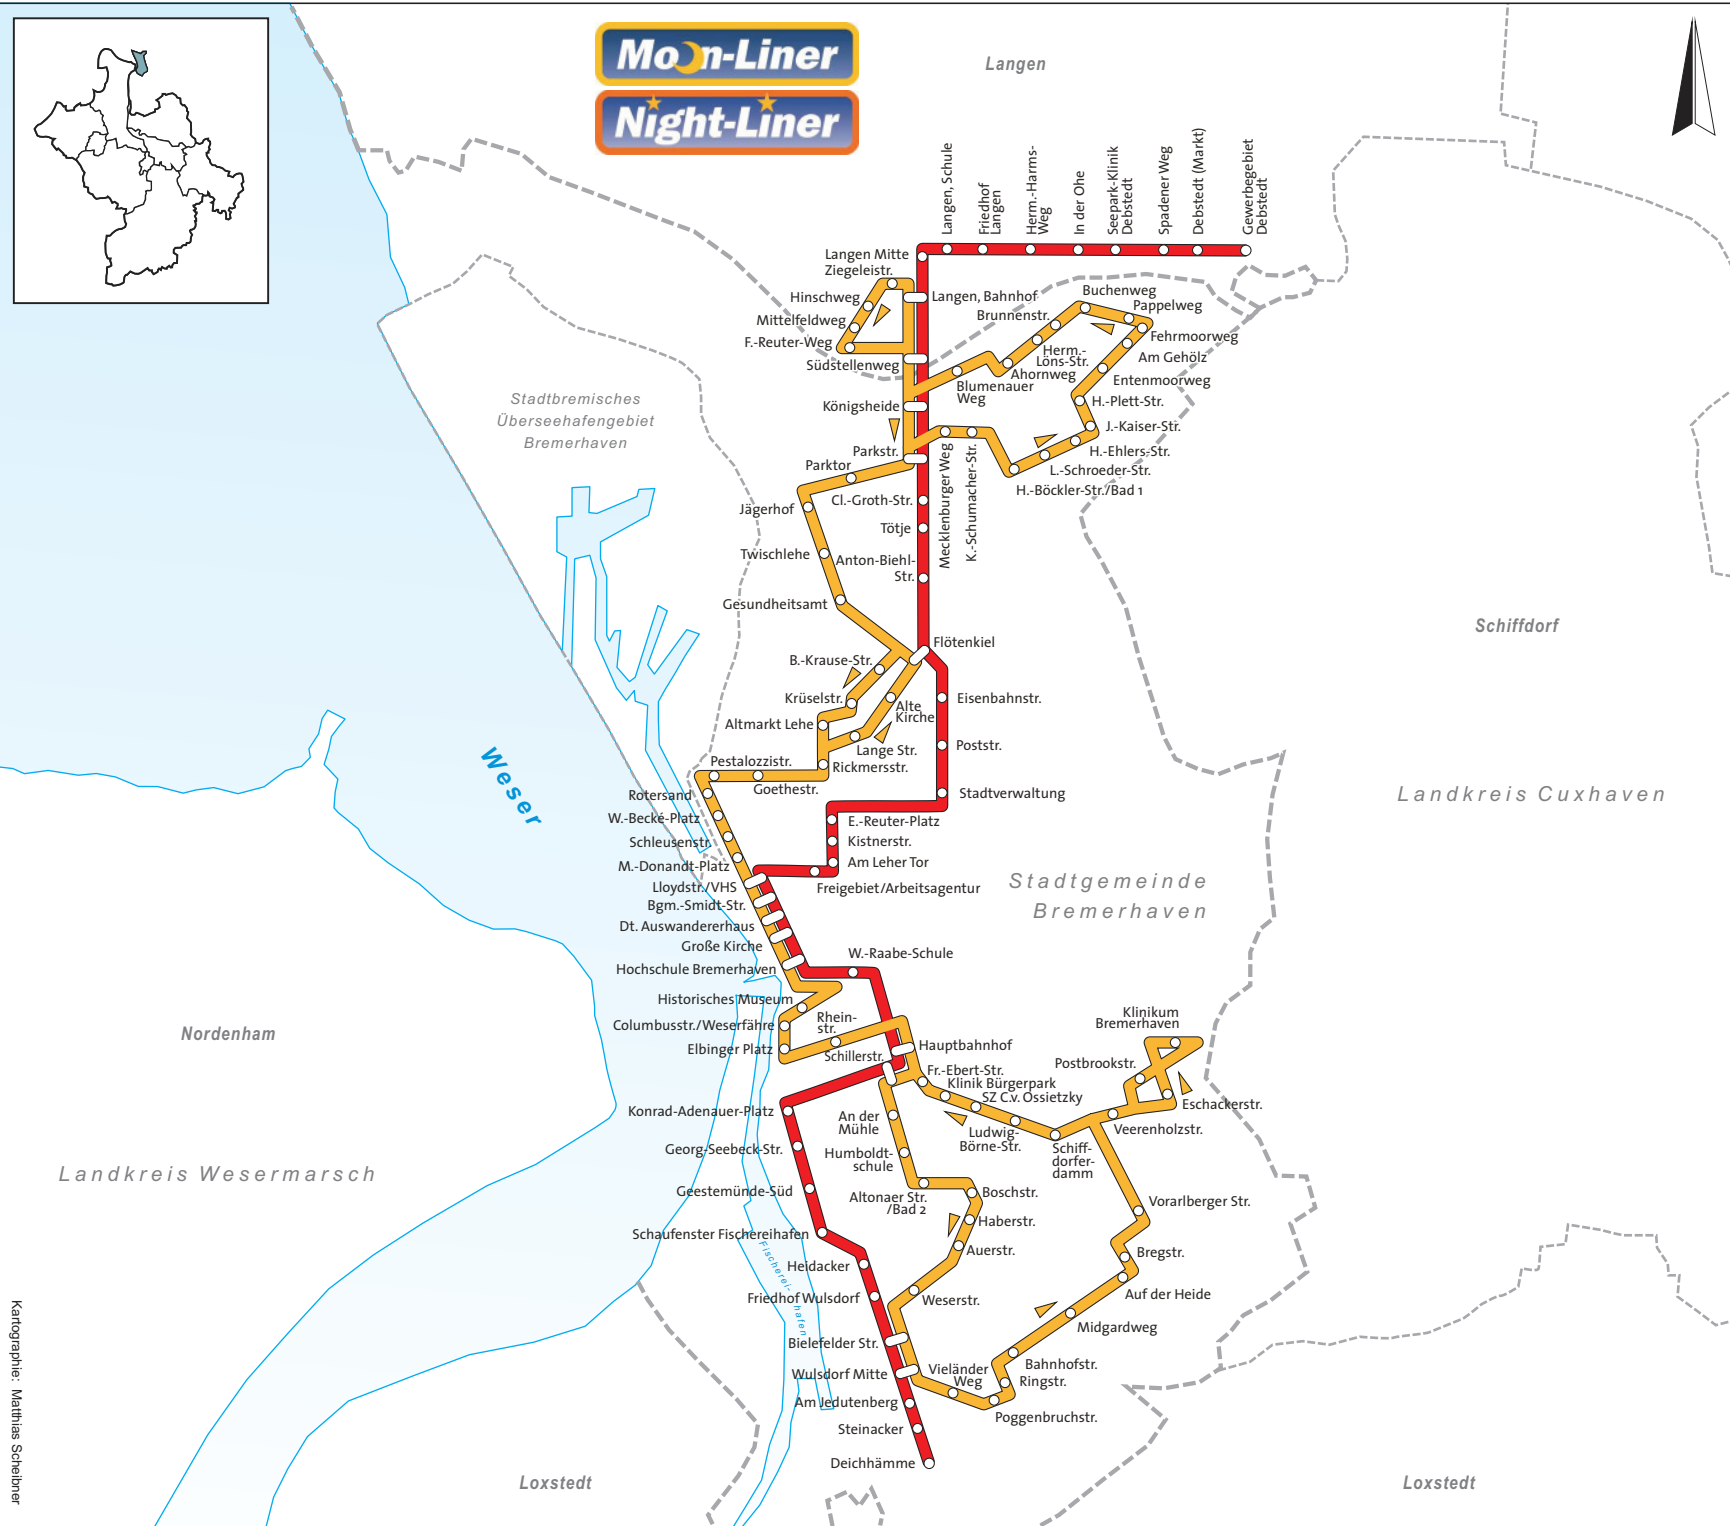 Moon-Liner
Night-Liner
Langen
Langen, Schule
Friedhof
Langen
Herm.-Harms-
Weg
In der Ohe
Seepark-Klinik
Debstedt
Spadener Weg
Debstedt (Markt)
Gewerbegebiet
Debstedt
Langen Mitte
Ziegeleistr.
Hinschweg
Mittelfeldweg
F.-Reuter-Weg
Südstellenweg
Langen, Bahnhof
Brunnenstr.
Buchenweg
Pappelweg
Fehrmoorweg
Am Gehölz
Entenmoorweg
Herm.-
Löns-Str.
Ahornweg
Blumenauer
Weg
H.-Plett-Str.
J.-Kaiser-Str.
H.-Ehlers-Str.
L.-Schroeder-Str.
H.-Böckler-Str./Bad 1
Königsheide
Parkstr.
Parktor
Mecklenburger Weg
K.-Schumacher-Str.
Stadtbremisches
Überseehafengebiet
Bremerhaven
Cl.-Groth-Str.
Jägerhof
Tötje
Twischlehe
Anton-Biehl-
Str.
Gesundheitsamt
Flötenkiel
Schiffdorf
B.-Krause-Str.
Krüselstr.
Alte
Kirche
Altmarkt Lehe
Lange Str.
Rickmersstr.
Pestalozzistr.
Goethestr.
Eisenbahnstr.
Poststr.
Stadtverwaltung
Weser
Rotersand
W.-Becké-Platz
Schleusenstr.
M.-Donandt-Platz
Lloydstr./VHS
Bgm.-Smidt-Str.
Dt. Auswandererhaus
Große Kirche
Hochschule Bremerhaven
E.-Reuter-Platz
Kistnerstr.
Am Leher Tor
Freigebiet/Arbeitsagentur
Landkreis Cuxhaven
Stadtgemeinde
Bremerhaven
W.-Raabe-Schule
Historisches Museum
Columbusstr./Weserfähre
Elbinger Platz
Rhein-
str.
Schillerstr.
Hauptbahnhof
Fr.-Ebert-Str.
Klinik Bürgerpark
SZ C.v. Ossietzky
Ludwig-
Börne-Str.
Schiff-
dorfer-
damm
Veerenholzstr.
Eschackerstr.
Postbrookstr.
Klinikum
Bremerhaven
Nordenham
Landkreis Wesermarsch
Konrad-Adenauer-Platz
Georg-Seebeck-Str.
Geestemünde-Süd
Schaufenster Fischereihafen
Fischerei-
hafen
Heidacker
Friedhof Wulsdorf
Bielefelder Str.
Wulsdorf Mitte
Am Jedutenberg
Steinacker
Deichhämme
An der
Mühle
Humboldt-
schule
Altonaer Str.
/Bad 2
Boschstr.
Haberstr.
Auerstr.
Weserstr.
Vieländer
Weg
Poggenbruchstr.
Ringstr.
Bahnhofstr.
Midgardweg
Auf der Heide
Bregstr.
Vorarlberger Str.
Loxstedt
Loxstedt
Kartographie: Matthias Scheibner